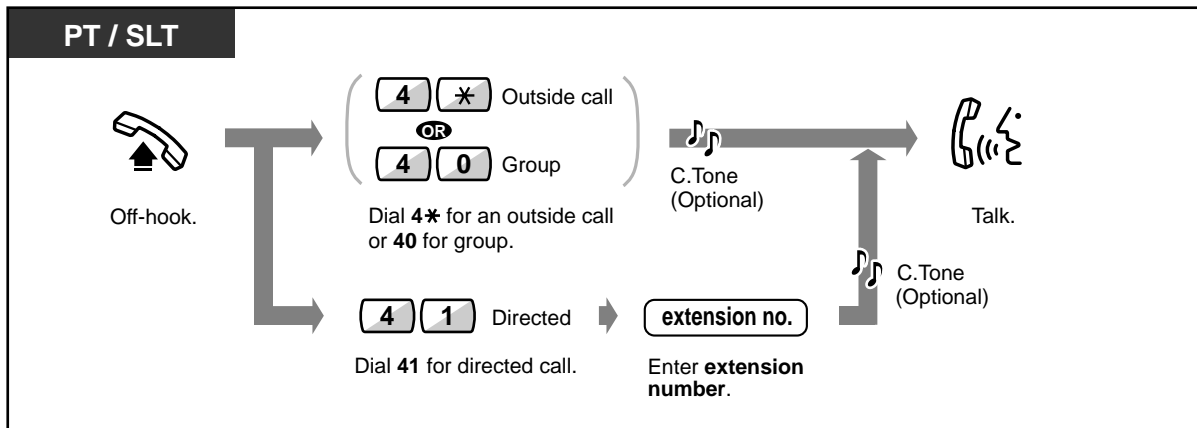 PT / SLT
4 ✱ Outside call
OR
4 0 Group
C.Tone
(Optional)
Off-hook.
Dial 4✱ for an outside call
or 40 for group.
Talk.
C.Tone
(Optional)
4 1 Directed
extension no.
Dial 41 for directed call.
Enter extension
number.